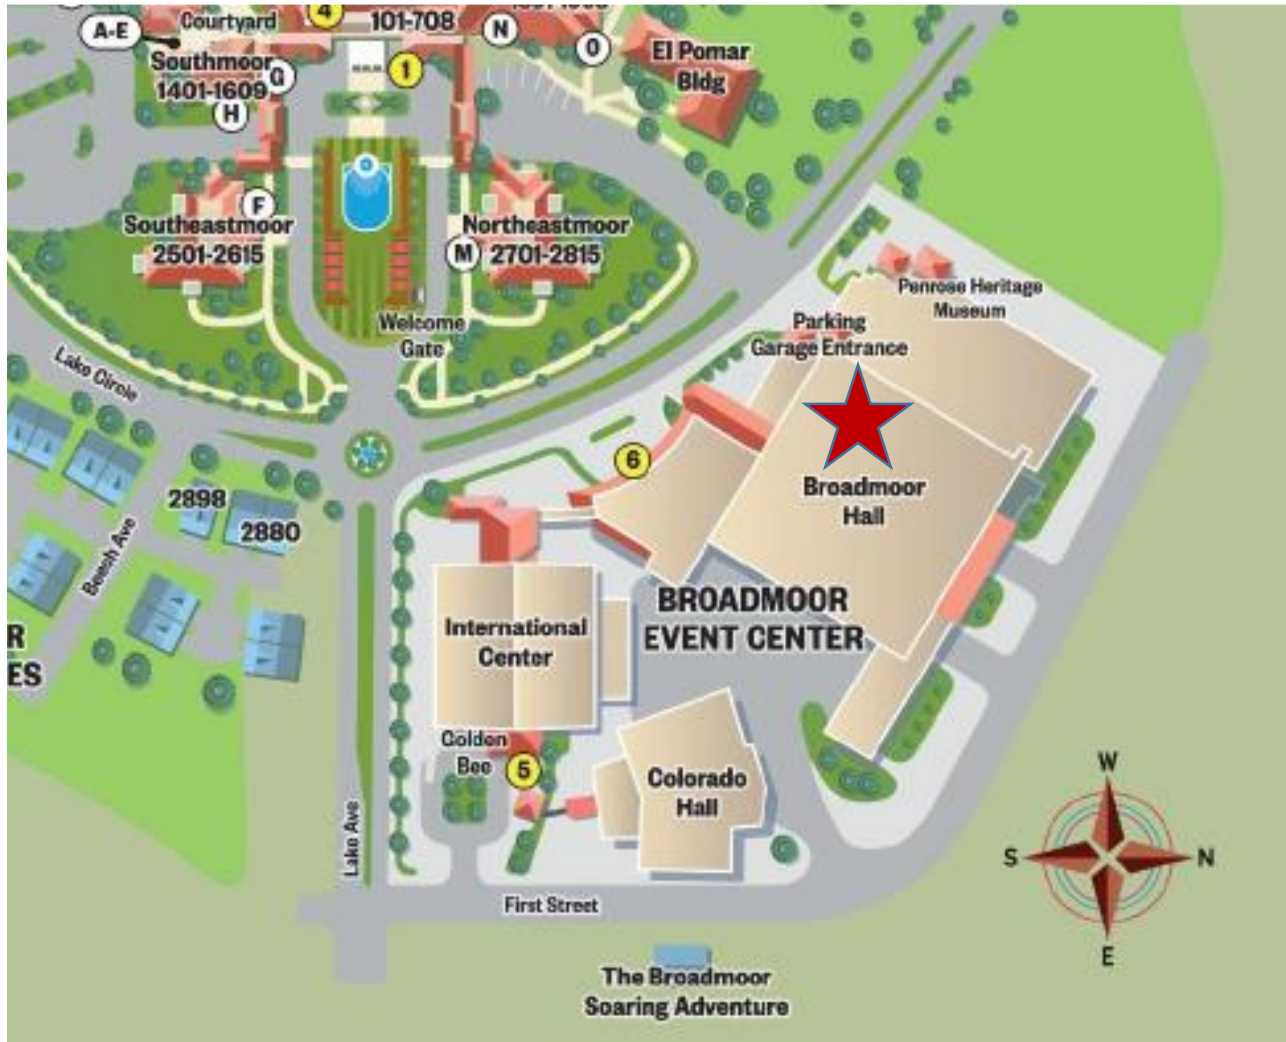 4
A-E
Courtyard
101-708
N
O
Southmoor
1401-1609
G
H
1
El Pomar
Bldg
F
Southeastmoor
2501-2615
M
Northeastmoor
2701-2815
Welcome
Gate
Penrose Heritage
Museum
Parking
Garage Entrance
Lake Circle
6
Broadmoor
Hall
2898
2880
Beech Ave
BROADMOOR
EVENT CENTER
International
Center
R
ES
Golden
Bee
5
Colorado
Hall
Lake Ave
First Street
W
S
N
E
The Broadmoor
Soaring Adventure